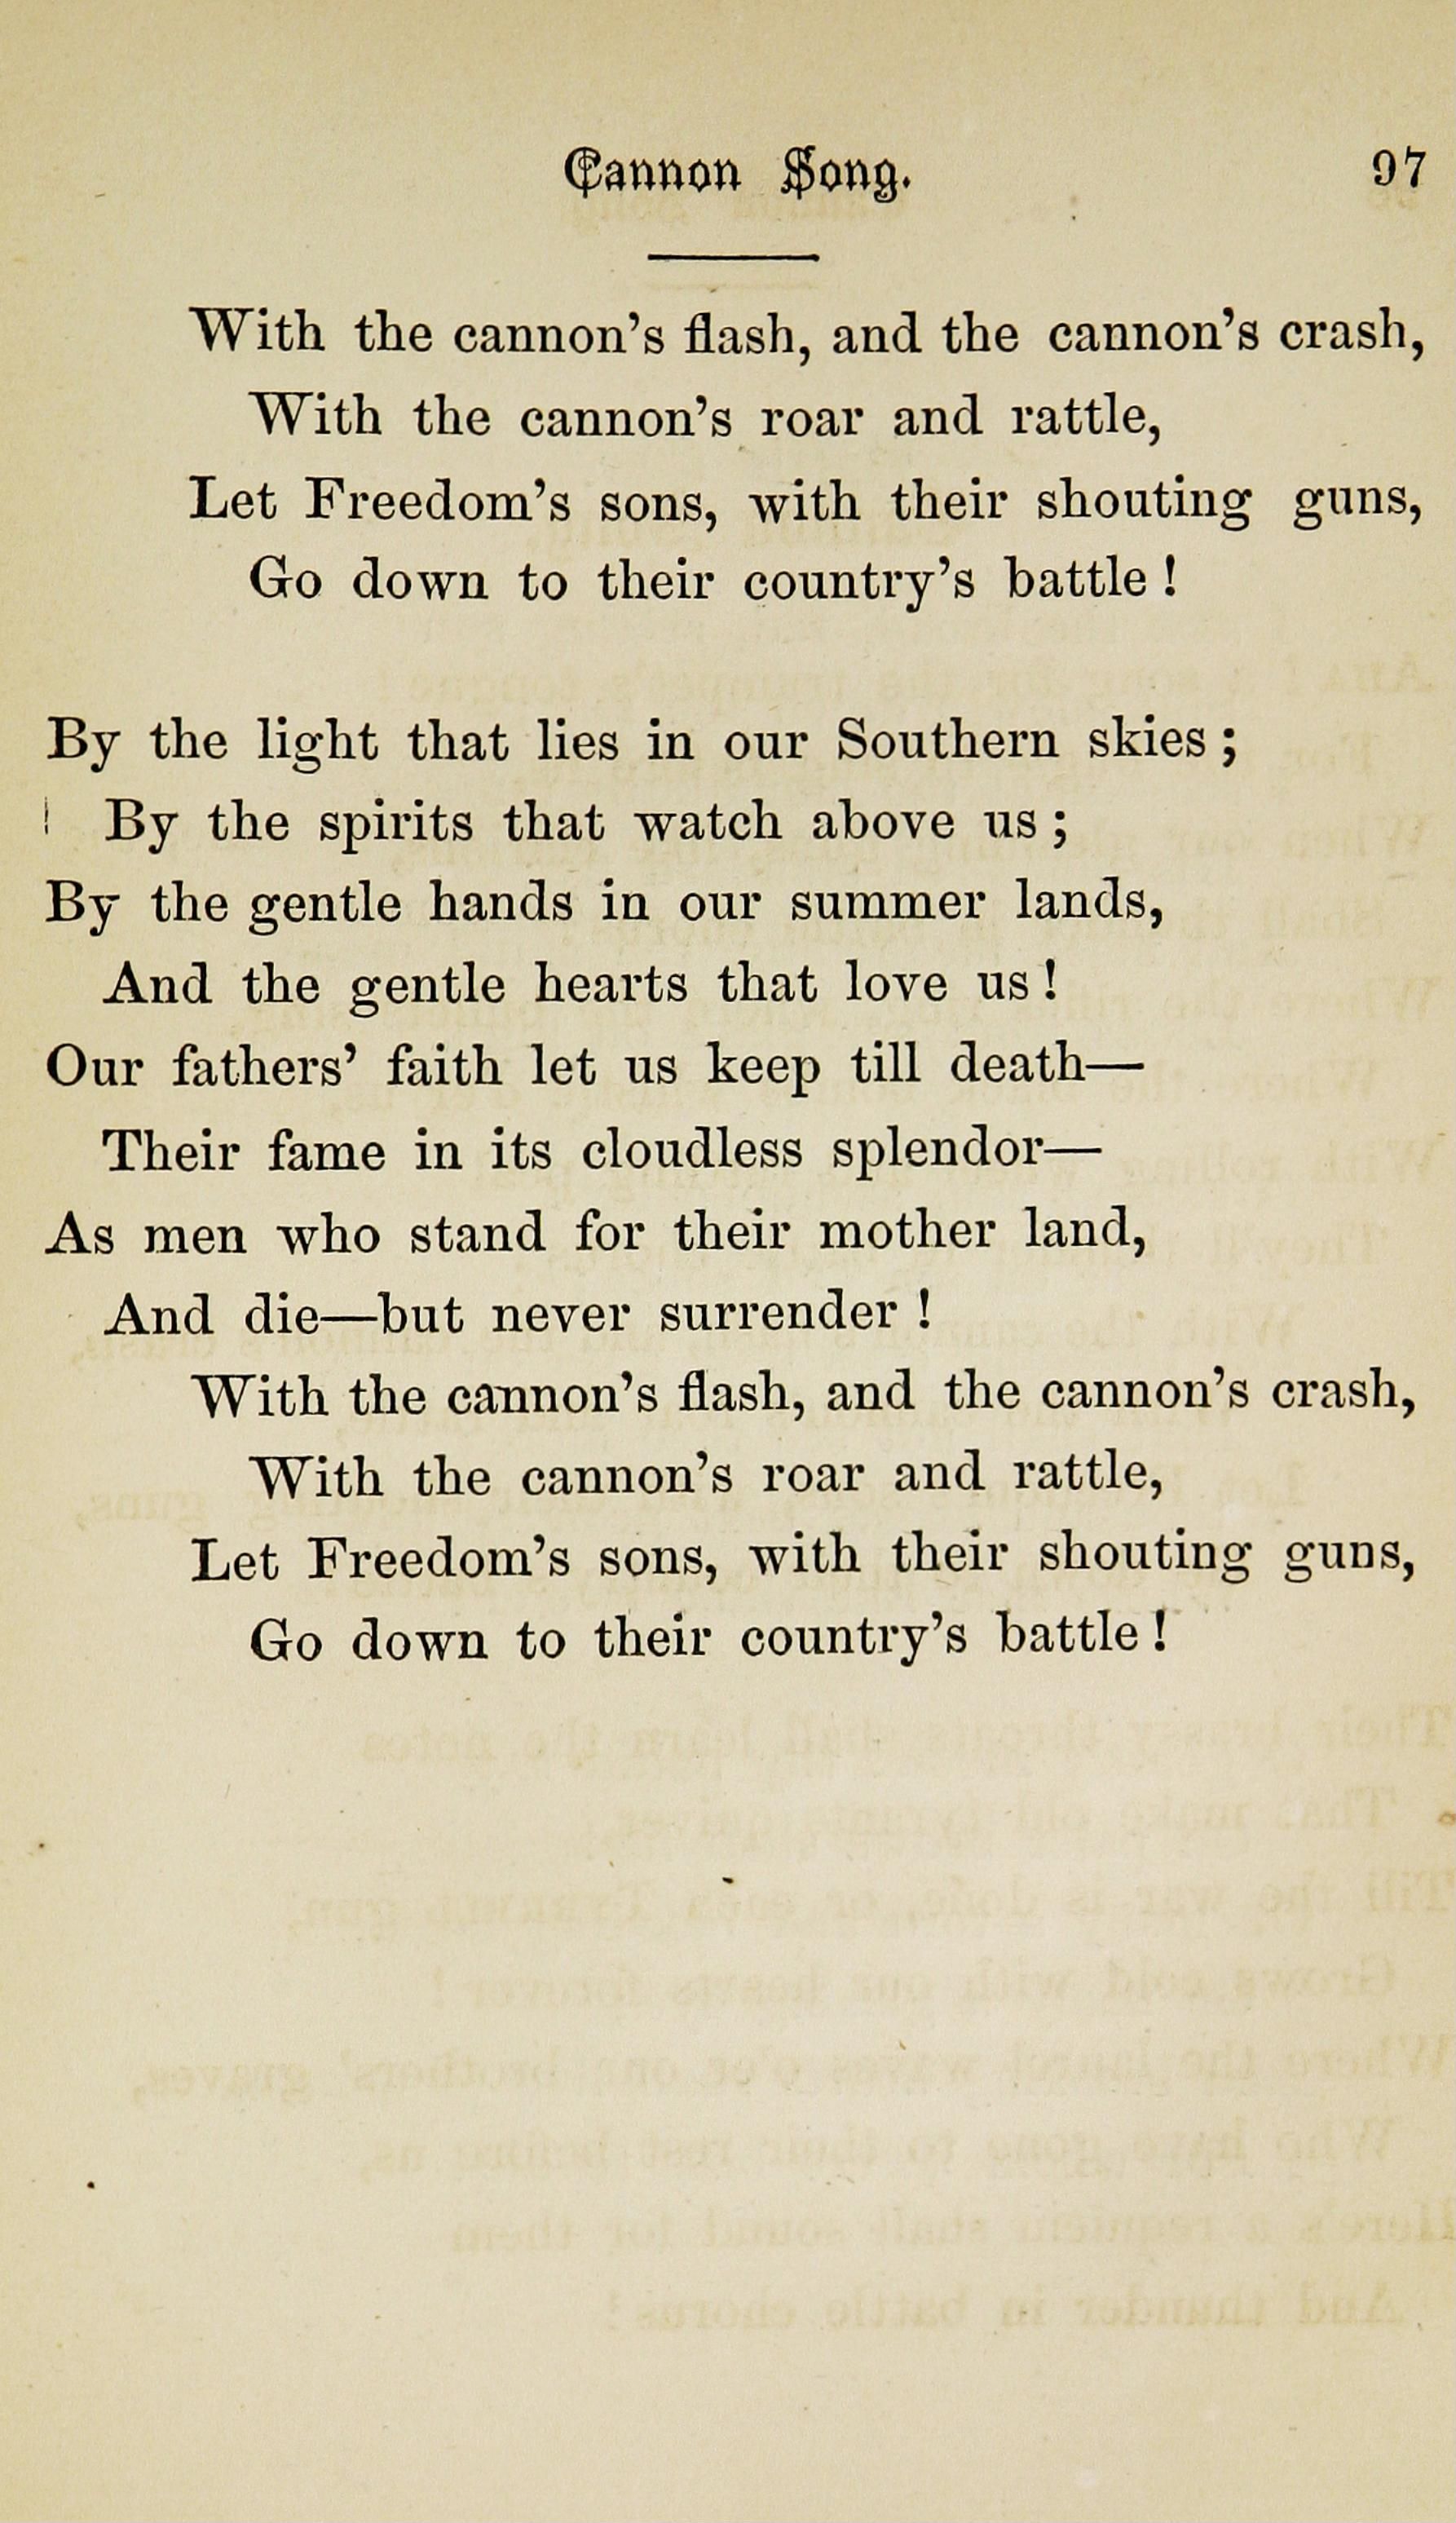 Cannon Song. 97
With the cannon's flash, and the cannon's crash,
With the cannon's roar and rattle,
Let Freedom's sons, with their shouting guns,
Go down to their country's battle!
By the light that lies in our Southern skies;
By the spirits that watch above us;
By the gentle hands in our summer lands,
And the gentle hearts that love us!
Our fathers' faith let us keep till death—
Their fame in its cloudless splendor—
As men who stand for their mother land,
And die—but never surrender!
With the cannon's flash, and the cannon's crash,
With the cannon's roar and rattle,
Let Freedom's sons, with their shouting guns,
Go down to their country's battle!